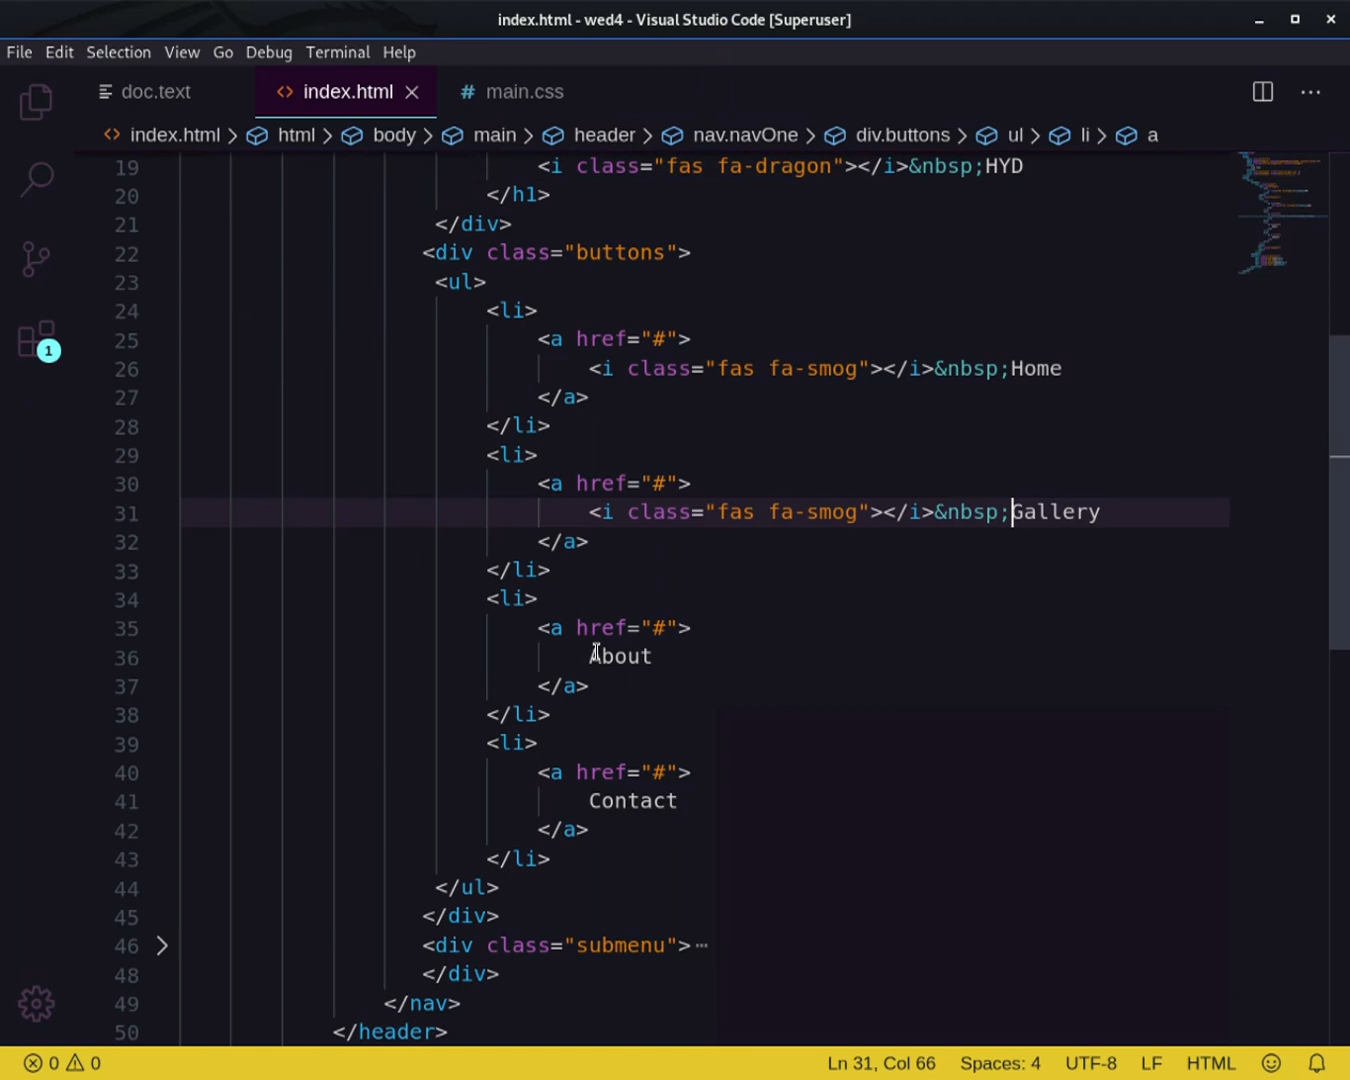 index.html - wed4 - Visual Studio Code [Superuser]
File Edit Selection View Go Debug Terminal Help
doc.text index.html main.css
index.html > html > body > main > header > nav.navOne > div.buttons > ul > li > a
19 <i class="fas fa-dragon"></i>&nbsp;HYD
20 </h1>
21 </div>
22 <div class="buttons">
23 <ul>
24 <li>
25 <a href="#">
26 <i class="fas fa-smog"></i>&nbsp;Home
27 </a>
28 </li>
29 <li>
30 <a href="#">
31 <i class="fas fa-smog"></i>&nbsp;Gallery
32 </a>
33 </li>
34 <li>
35 <a href="#">
36 About
37 </a>
38 </li>
39 <li>
40 <a href="#">
41 Contact
42 </a>
43 </li>
44 </ul>
45 </div>
46 <div class="submenu">⋯
48 </div>
49 </nav>
50 </header>
1
0 0 Ln 31, Col 66 Spaces: 4 UTF-8 LF HTML